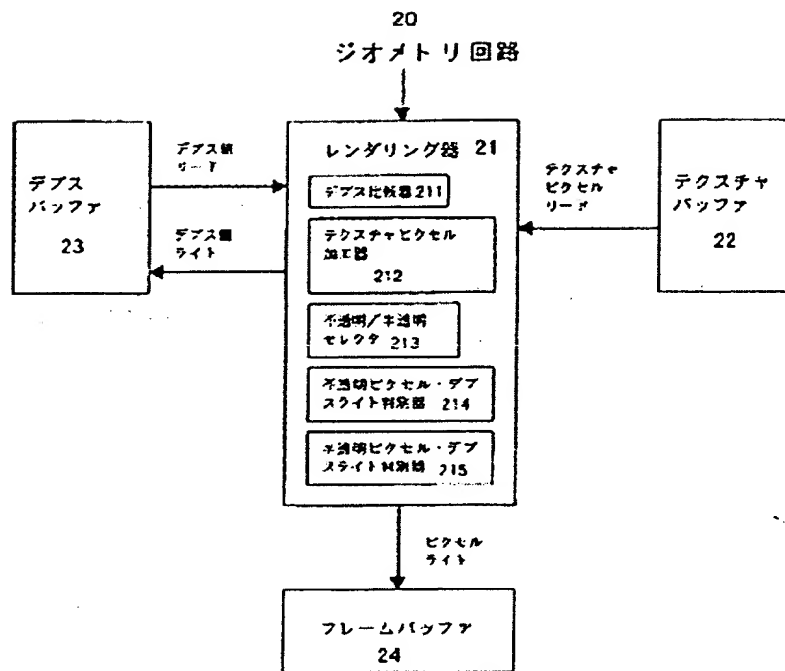 20
ジオメトリ回路
デプス
バッファ
23
デプス値
リード
デプス値
ライト
レンダリング器 21
デプス比較器 211
テクスチャピクセル
加工器
212
不透明/半透明
セレクタ 213
不透明ピクセル・デプ
スライト判別器 214
半透明ピクセル・デプ
スライト判別器 215
テクスチャ
ピクセル
リード
テクスチャ
バッファ
22
ピクセル
ライト
フレームバッファ
24